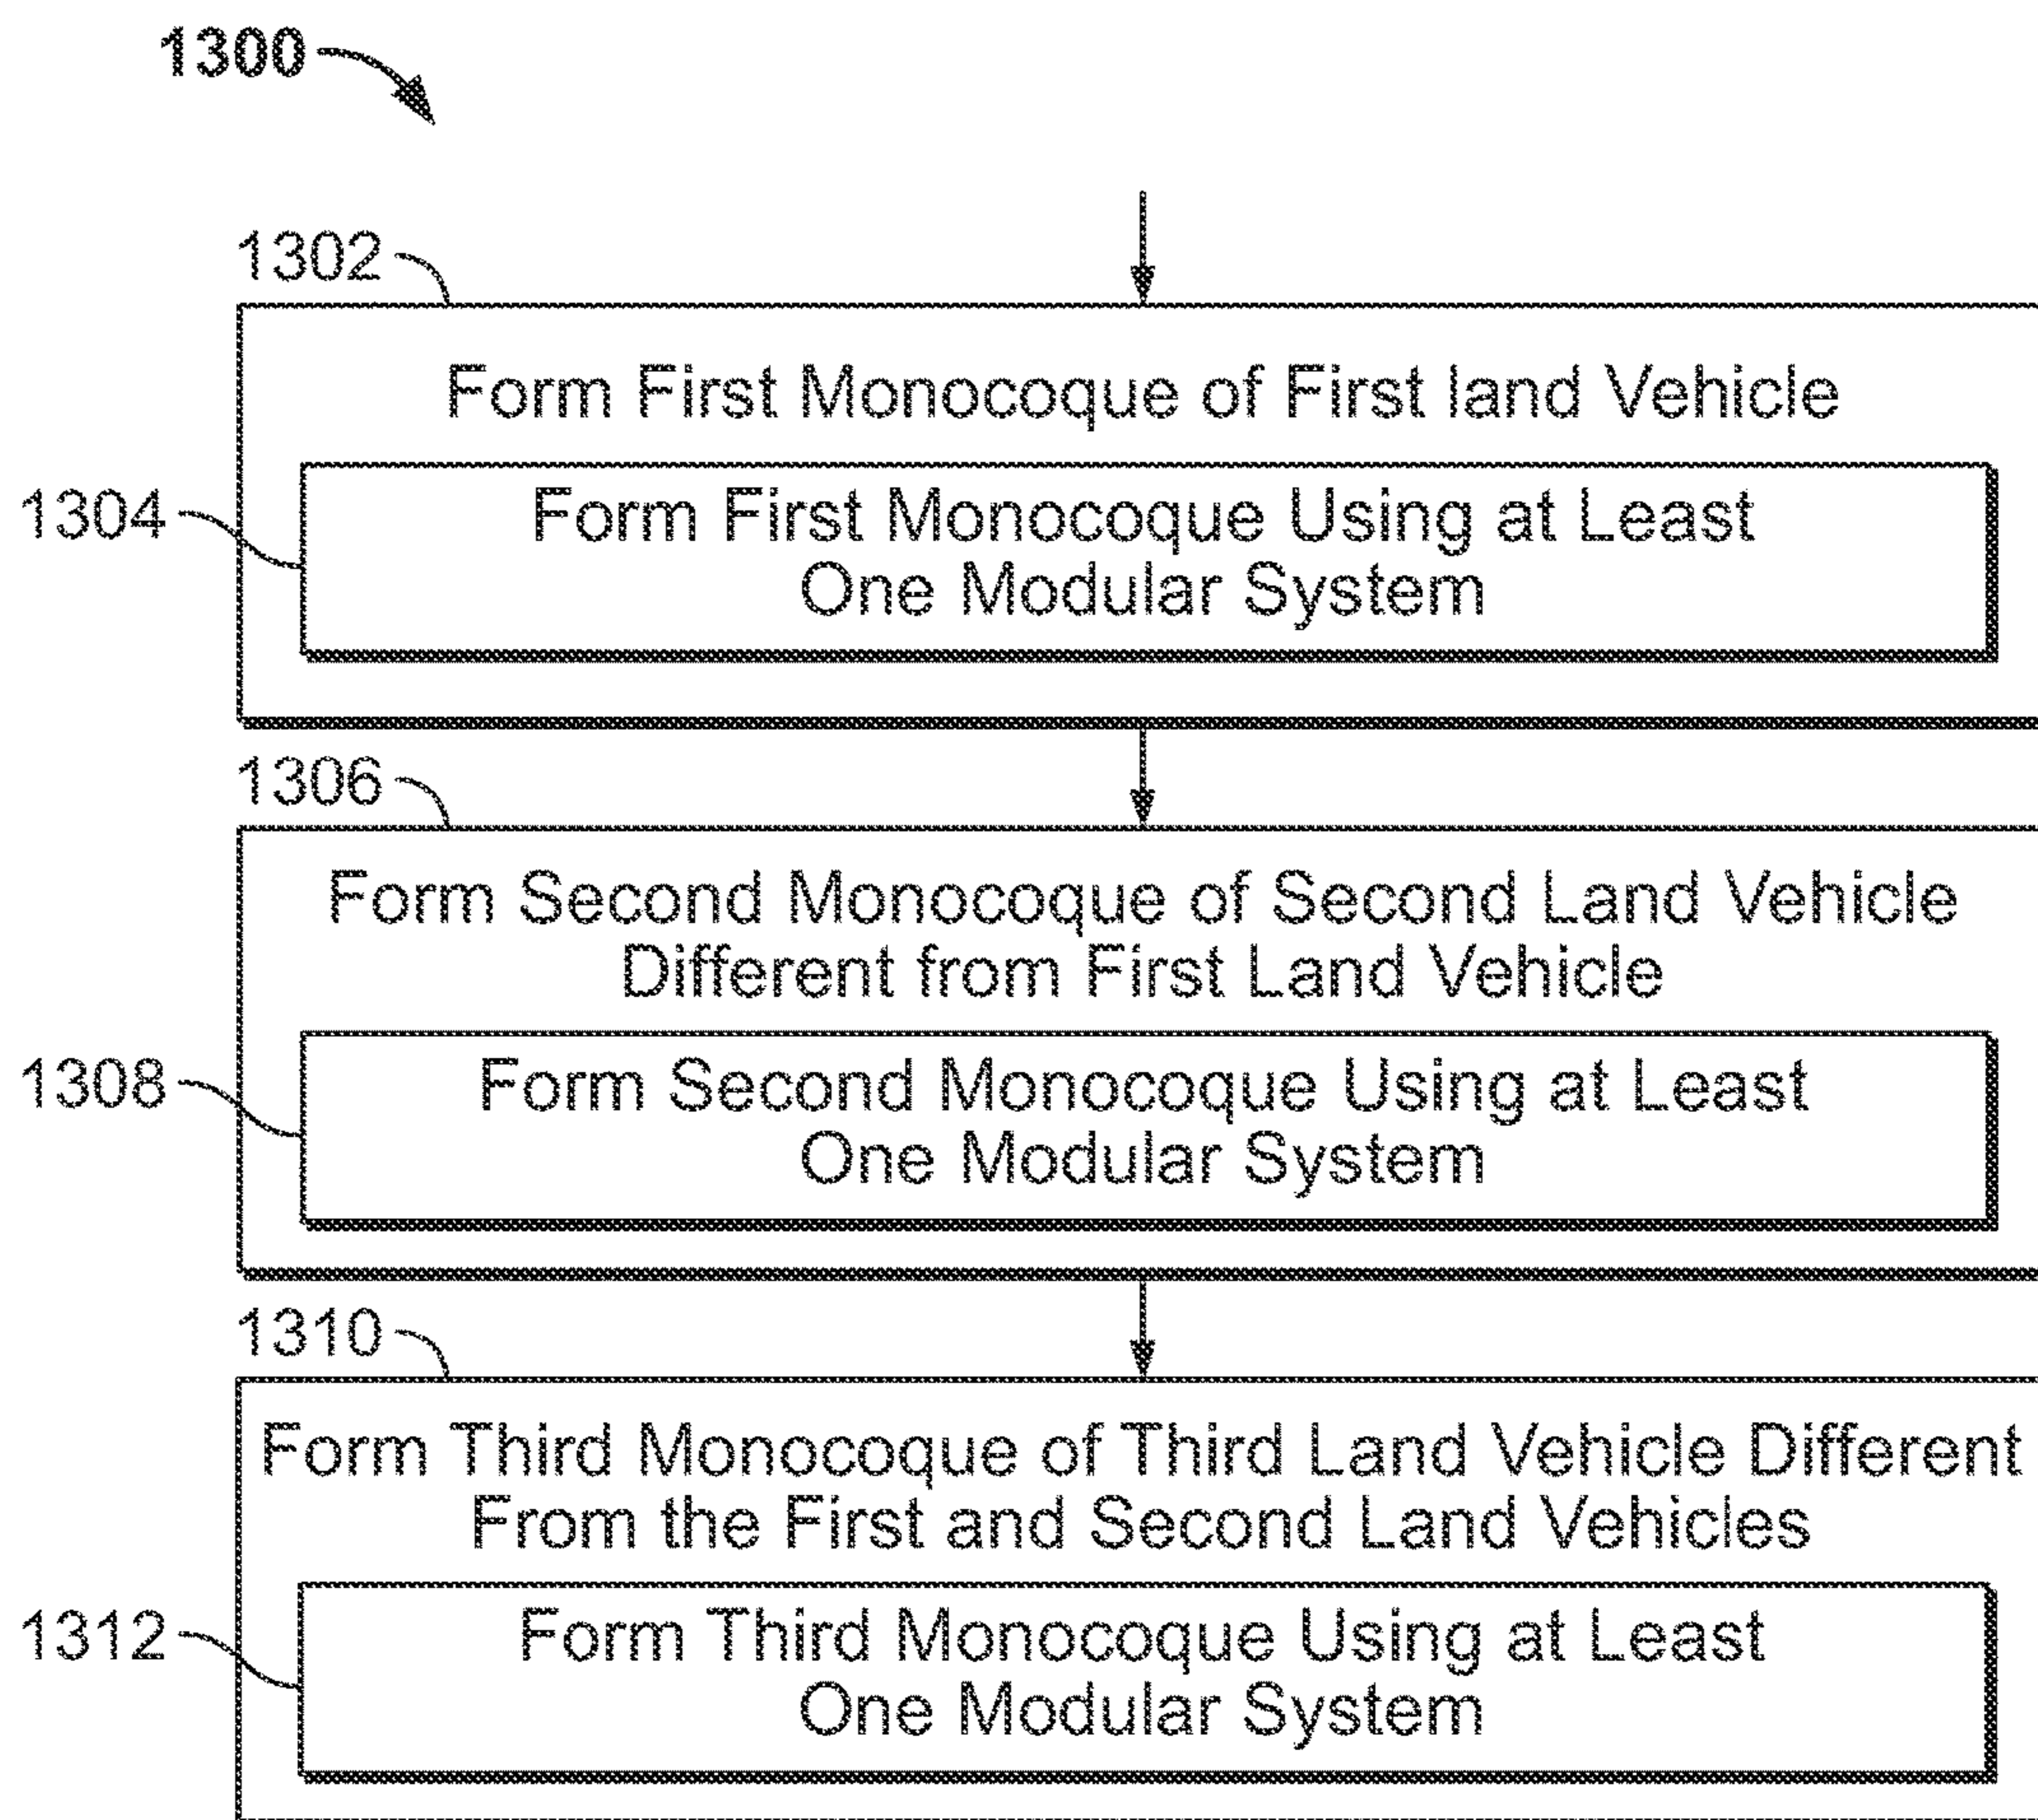 1300
1302
Form First Monocoque of First land Vehicle
1304
Form First Monocoque Using at Least
One Modular System
1306
Form Second Monocoque of Second Land Vehicle
Different from First Land Vehicle
1308
Form Second Monocoque Using at Least
One Modular System
1310
Form Third Monocoque of Third Land Vehicle Different
From the First and Second Land Vehicles
1312
Form Third Monocoque Using at Least
One Modular System